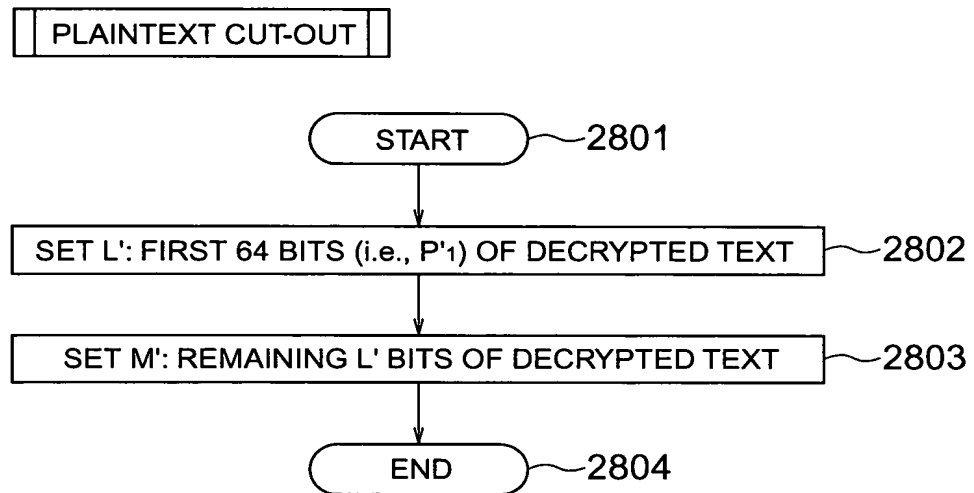 PLAINTEXT CUT-OUT
START 2801
SET L': FIRST 64 BITS (i.e., P'1) OF DECRYPTED TEXT 2802
SET M': REMAINING L' BITS OF DECRYPTED TEXT 2803
END 2804